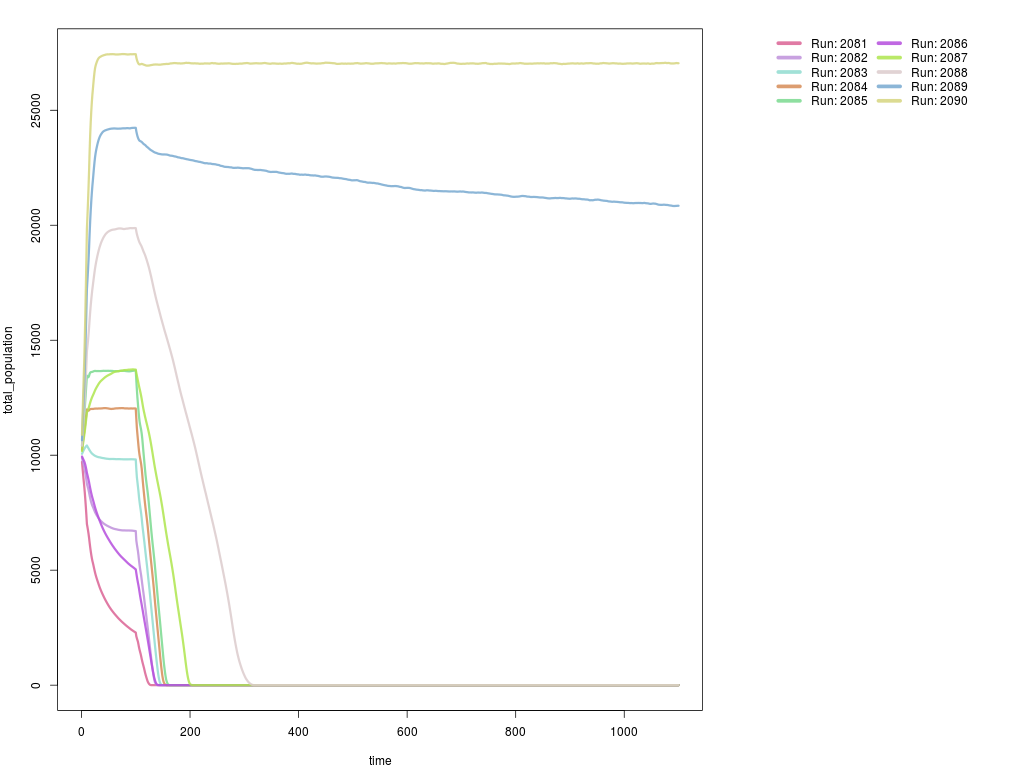 Run: 2081
Run: 2082
Run: 2083
Run: 2084
Run: 2085
Run: 2086
Run: 2087
Run: 2088
Run: 2089
Run: 2090
total_population
25000
20000
15000
10000
5000
0
0 200 400 600 800 1000
time